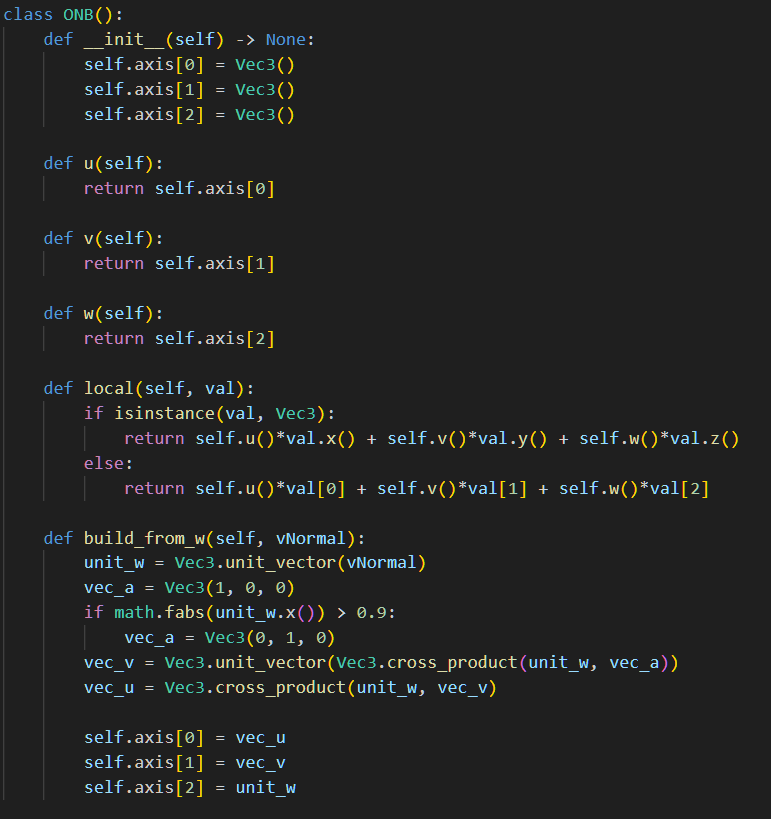 class ONB():
    def __init__(self) -> None:
        self.axis[0] = Vec3()
        self.axis[1] = Vec3()
        self.axis[2] = Vec3()
    def u(self):
        return self.axis[0]
    def v(self):
        return self.axis[1]
    def w(self):
        return self.axis[2]
    def local(self, val):
        if isinstance(val, Vec3):
            return self.u()*val.x() + self.v()*val.y() + self.w()*val.z()
        else:
            return self.u()*val[0] + self.v()*val[1] + self.w()*val[2]
    def build_from_w(self, vNormal):
        unit_w = Vec3.unit_vector(vNormal)
        vec_a = Vec3(1, 0, 0)
        if math.fabs(unit_w.x()) > 0.9:
            vec_a = Vec3(0, 1, 0)
        vec_v = Vec3.unit_vector(Vec3.cross_product(unit_w, vec_a))
        vec_u = Vec3.cross_product(unit_w, vec_v)
        self.axis[0] = vec_u
        self.axis[1] = vec_v
        self.axis[2] = unit_w